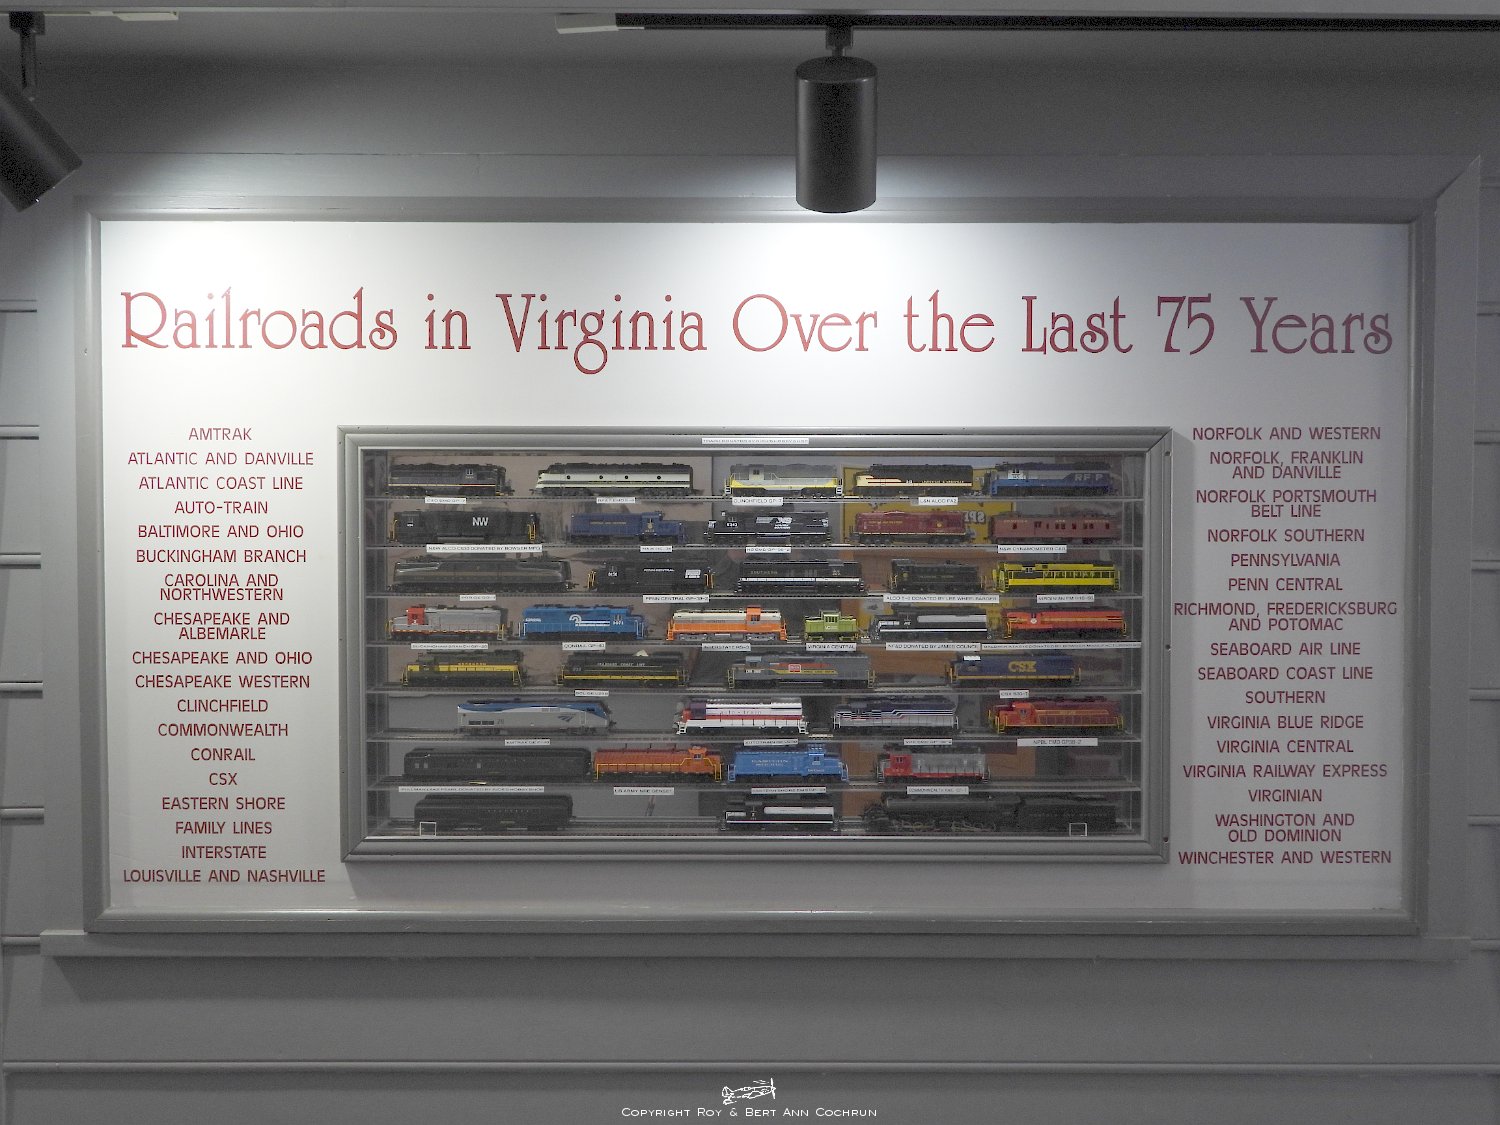 Railroads in Virginia Over the Last 75 Years
AMTRAK
ATLANTIC AND DANVILLE
ATLANTIC COAST LINE
AUTO-TRAIN
BALTIMORE AND OHIO
BUCKINGHAM BRANCH
CAROLINA AND
NORTHWESTERN
CHESAPEAKE AND
ALBEMARLE
CHESAPEAKE AND OHIO
CHESAPEAKE WESTERN
CLINCHFIELD
COMMONWEALTH
CONRAIL
CSX
EASTERN SHORE
FAMILY LINES
INTERSTATE
LOUISVILLE AND NASHVILLE
NW
CSX
NORFOLK AND WESTERN
NORFOLK, FRANKLIN
AND DANVILLE
NORFOLK PORTSMOUTH
BELT LINE
NORFOLK SOUTHERN
PENNSYLVANIA
PENN CENTRAL
RICHMOND, FREDERICKSBURG
AND POTOMAC
SEABOARD AIR LINE
SEABOARD COAST LINE
SOUTHERN
VIRGINIA BLUE RIDGE
VIRGINIA CENTRAL
VIRGINIA RAILWAY EXPRESS
VIRGINIAN
WASHINGTON AND
OLD DOMINION
WINCHESTER AND WESTERN
COPYRIGHT ROY & BERT ANN COCHRUN